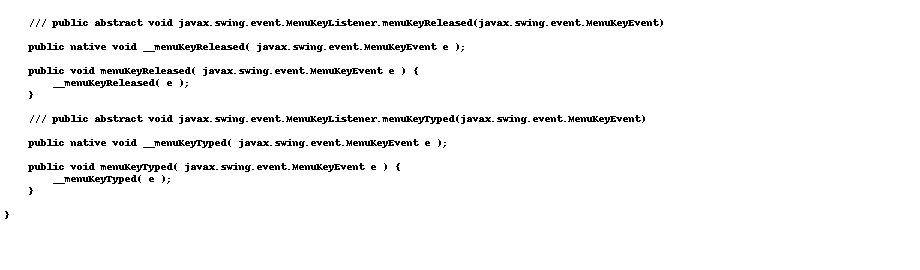 /// public abstract void javax.swing.event.MenuKeyListener.menuKeyReleased(javax.swing.event.MenuKeyEvent)
public native void __menuKeyReleased( javax.swing.event.MenuKeyEvent e );
public void menuKeyReleased( javax.swing.event.MenuKeyEvent e ) {
__menuKeyReleased( e );
}
/// public abstract void javax.swing.event.MenuKeyListener.menuKeyTyped(javax.swing.event.MenuKeyEvent)
public native void __menuKeyTyped( javax.swing.event.MenuKeyEvent e );
public void menuKeyTyped( javax.swing.event.MenuKeyEvent e ) {
__menuKeyTyped( e );
}
}